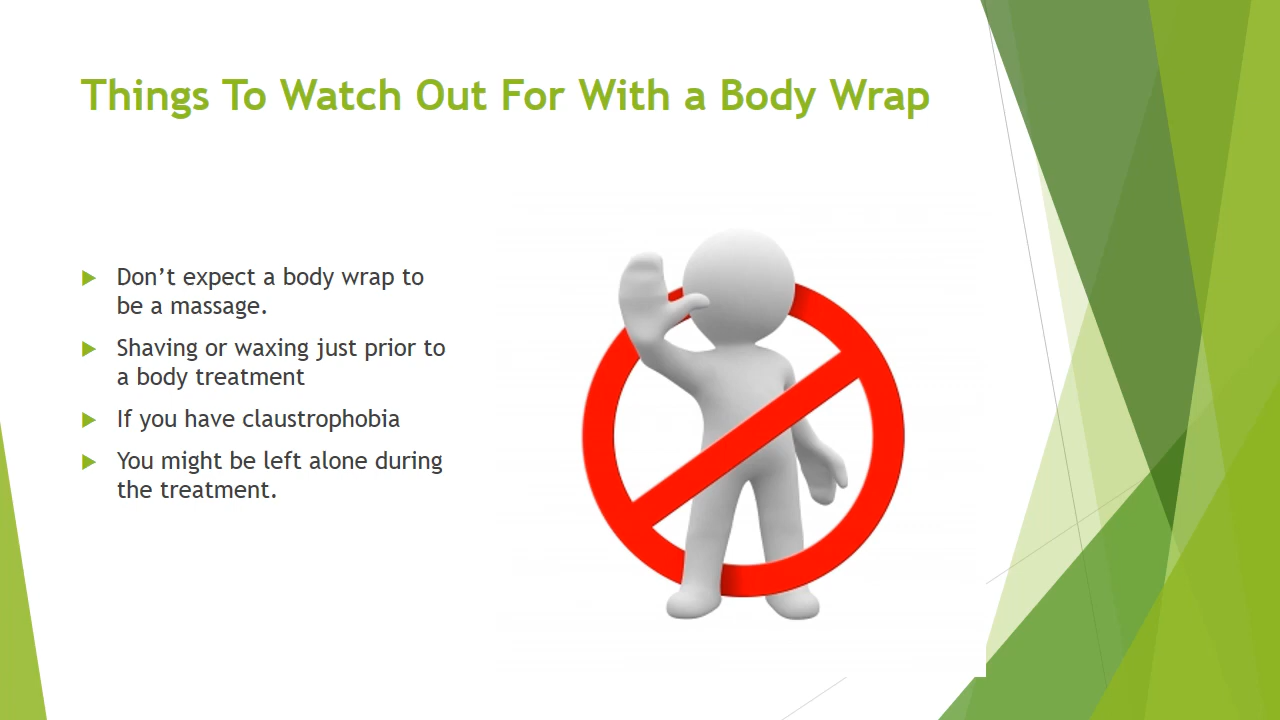 Things To Watch Out For With a Body Wrap
Don’t expect a body wrap to
be a massage.
Shaving or waxing just prior to
a body treatment
If you have claustrophobia
You might be left alone during
the treatment.